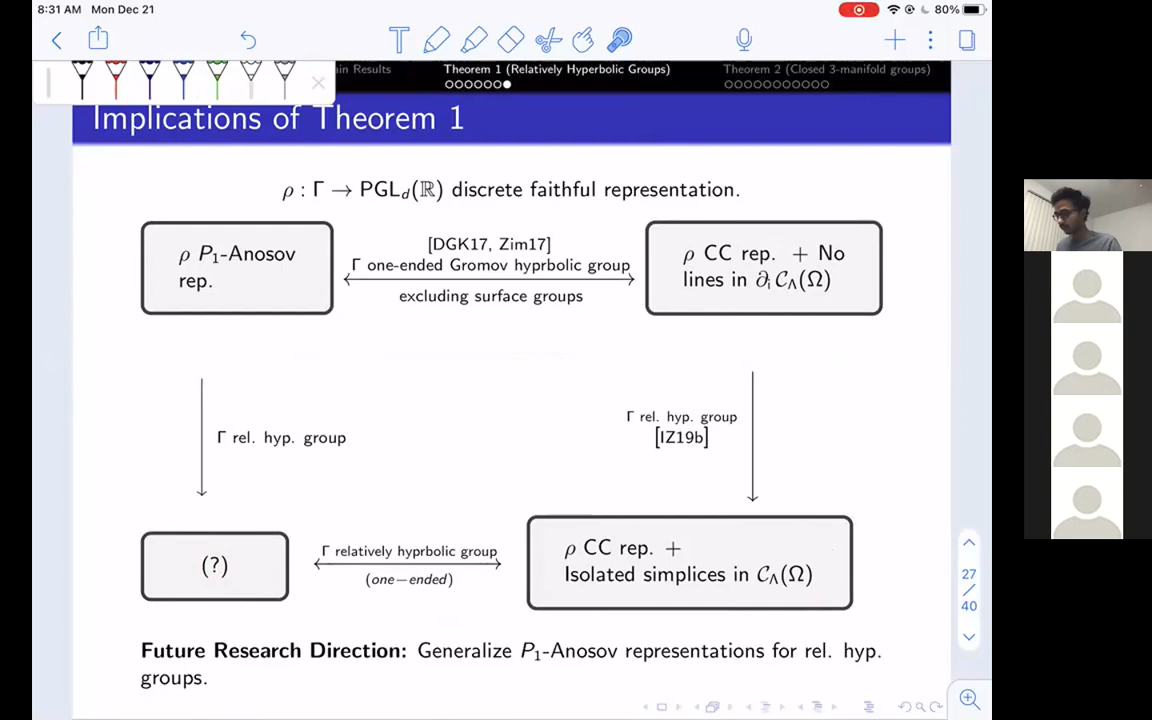 8:31 AM Mon Dec 21
80%
ain Results
Theorem 1 (Relatively Hyperbolic Groups)
Theorem 2 (Closed 3-manifold groups)
Implications of Theorem 1
ρ : Γ → PGL_d(ℝ) discrete faithful representation.
ρ P₁-Anosov
rep.
[DGK17, Zim17]
Γ one-ended Gromov hyprbolic group
excluding surface groups
ρ CC rep. + No
lines in ∂ᵢ C_Λ(Ω)
Γ rel. hyp. group
Γ rel. hyp. group
[IZ19b]
(?)
Γ relatively hyprbolic group
(one−ended)
ρ CC rep. +
Isolated simplices in C_Λ(Ω)
Future Research Direction: Generalize P₁-Anosov representations for rel. hyp.
groups.
27
/
40